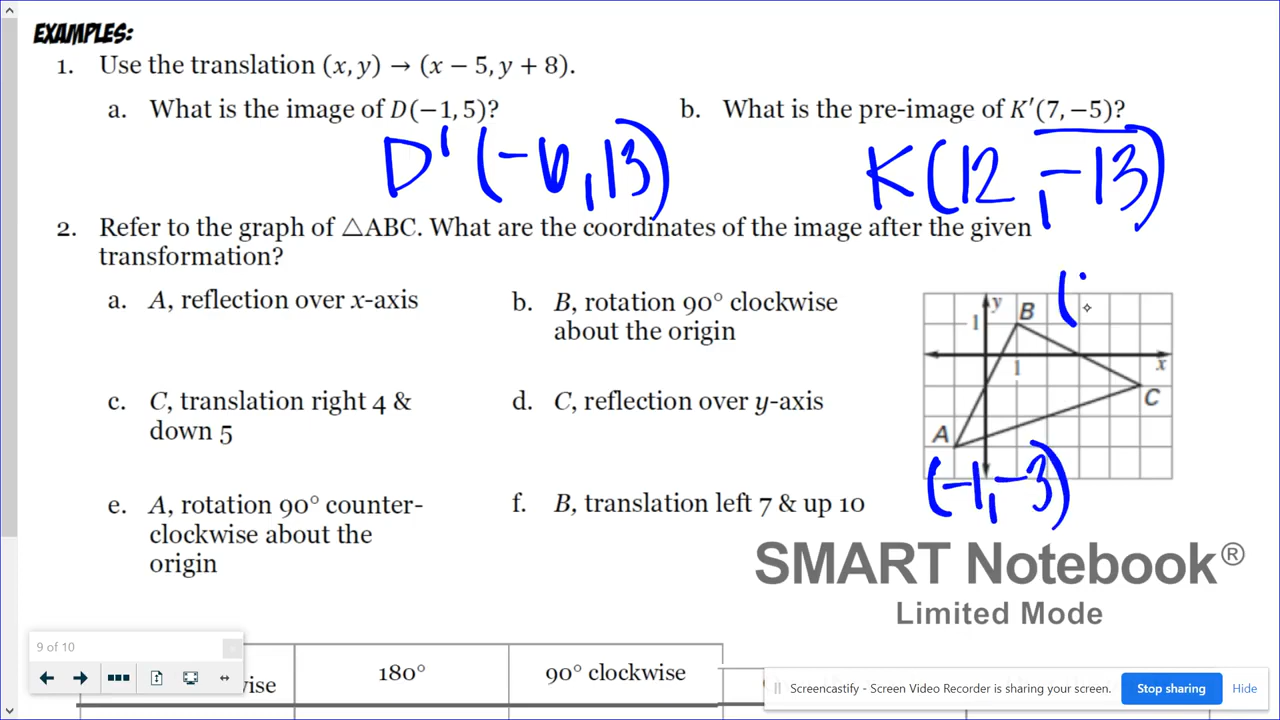 EXAMPLES:
1. Use the translation (x, y) → (x − 5, y + 8).
a. What is the image of D(−1, 5)?
b. What is the pre-image of K′(7, −5)?
D' (-6, 13)
K (12, -13)
2. Refer to the graph of △ABC. What are the coordinates of the image after the given
transformation?
a. A, reflection over x-axis
b. B, rotation 90° clockwise
about the origin
c. C, translation right 4 &
down 5
d. C, reflection over y-axis
e. A, rotation 90° counter-
clockwise about the
origin
f. B, translation left 7 & up 10
(
y
B
1
1
x
C
A
(-1, -3)
SMART Notebook®
Limited Mode
9 of 10
wise
180°
90° clockwise
Screencastify - Screen Video Recorder is sharing your screen.
Stop sharing
Hide